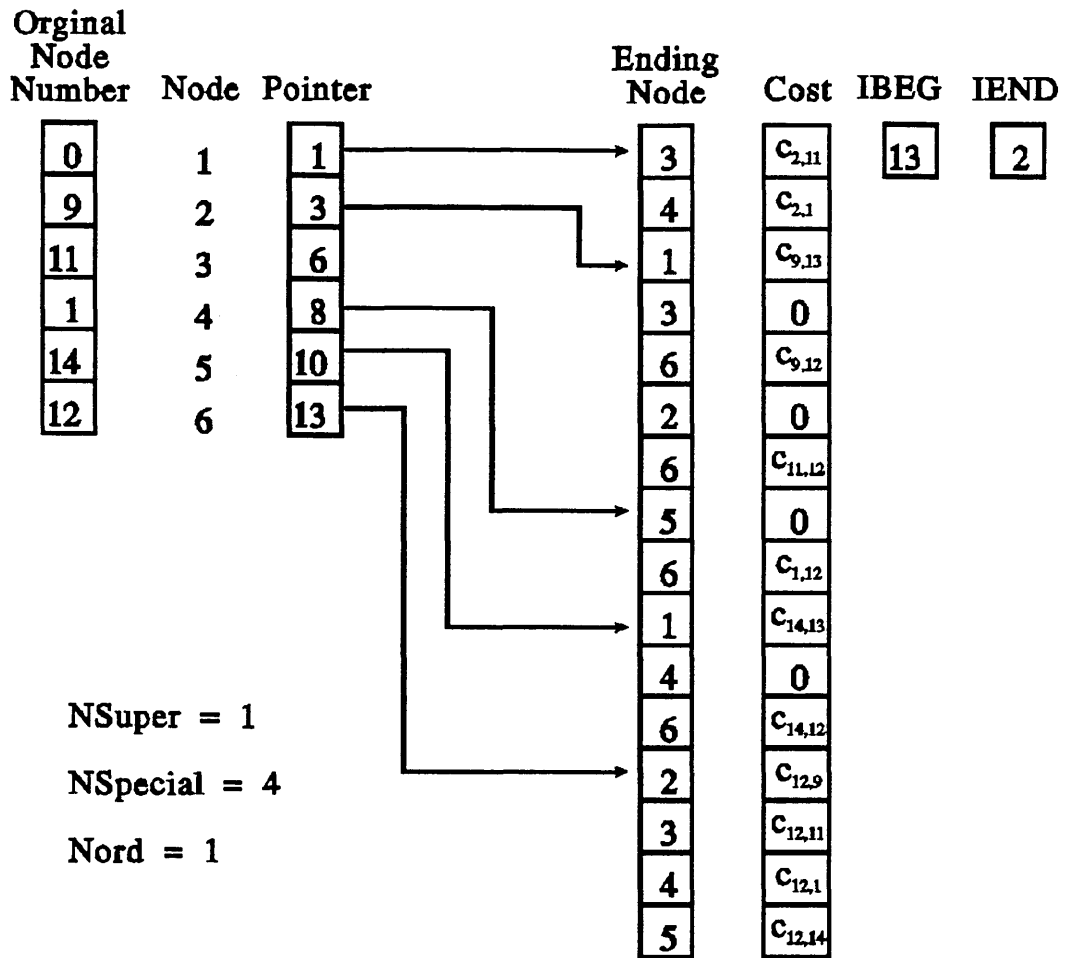 Orginal
Node
Number Node Pointer
Ending
Node Cost IBEG IEND
0 1 1 3 C2,11 13 2
9 2 3 4 C2,1
11 3 6 1 C9,13
1 4 8 3 0
14 5 10 6 C9,12
12 6 13 2 0
6 C11,12
5 0
6 C1,12
1 C14,13
4 0
NSuper = 1
6 C14,12
NSpecial = 4
2 C12,9
Nord = 1
3 C12,11
4 C12,1
5 C12,14